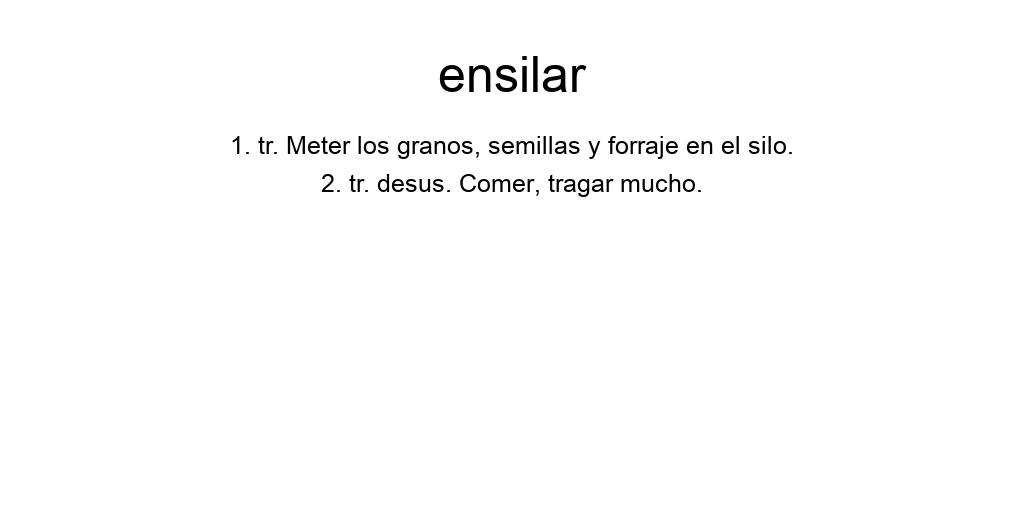 ensilar
1. tr. Meter los granos, semillas y forraje en el silo.
2. tr. desus. Comer, tragar mucho.